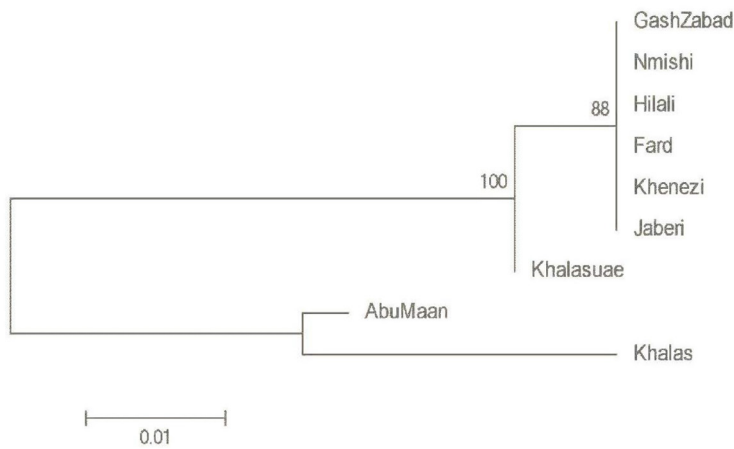 GashZabad
Nmishi
88
Hilali
Fard
100
Khenezi
Jaberi
Khalasuae
AbuMaan
Khalas
0.01